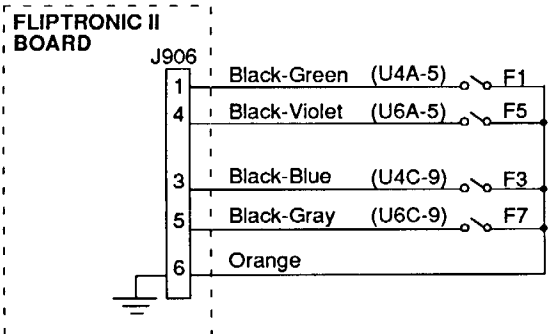 FLIPTRONIC II
BOARD
J906
1 Black-Green (U4A-5) F1
4 Black-Violet (U6A-5) F5
3 Black-Blue (U4C-9) F3
5 Black-Gray (U6C-9) F7
6 Orange